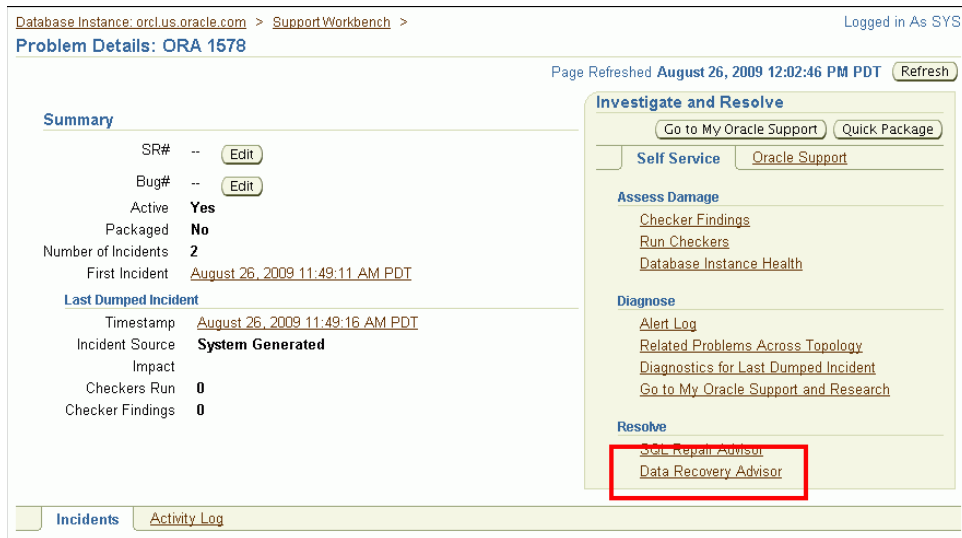 Database Instance: orcl.us.oracle.com > Support Workbench >
Logged in As SYS
Problem Details: ORA 1578
Page Refreshed August 26, 2009 12:02:46 PM PDT Refresh
Summary
SR# -- Edit
Bug# -- Edit
Active Yes
Packaged No
Number of Incidents 2
First Incident August 26, 2009 11:49:11 AM PDT
Last Dumped Incident
Timestamp August 26, 2009 11:49:16 AM PDT
Incident Source System Generated
Impact
Checkers Run 0
Checker Findings 0
Investigate and Resolve
Go to My Oracle Support Quick Package
Self Service Oracle Support
Assess Damage
Checker Findings
Run Checkers
Database Instance Health
Diagnose
Alert Log
Related Problems Across Topology
Diagnostics for Last Dumped Incident
Go to My Oracle Support and Research
Resolve
SQL Repair Advisor
Data Recovery Advisor
Incidents Activity Log